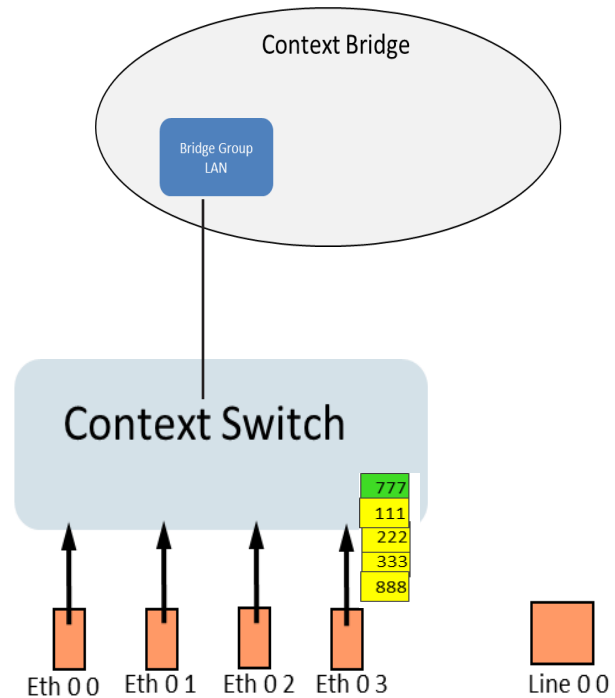 Context Bridge
Bridge Group
LAN
Context Switch
777
111
222
333
888
Eth 0 0
Eth 0 1
Eth 0 2
Eth 0 3
Line 0 0